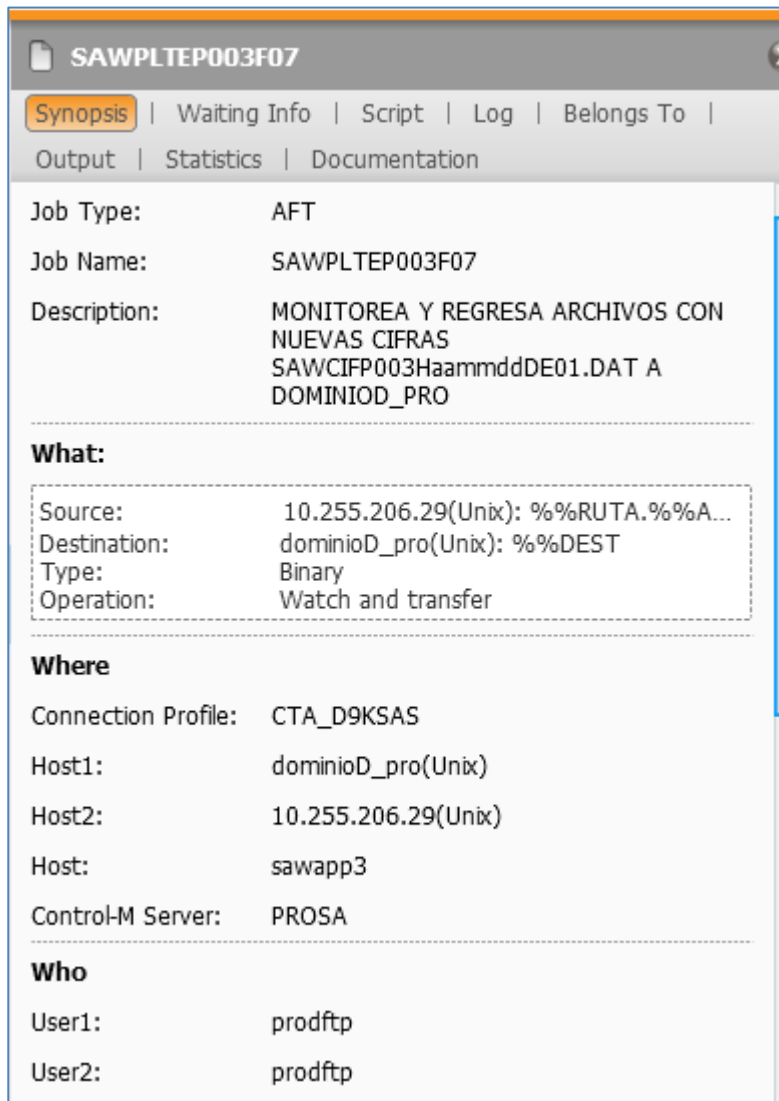 SAWPLTEP003F07
Synopsis | Waiting Info | Script | Log | Belongs To |
Output | Statistics | Documentation
Job Type: AFT
Job Name: SAWPLTEP003F07
Description: MONITOREA Y REGRESA ARCHIVOS CON
NUEVAS CIFRAS
SAWCIFP003HaammddDE01.DAT A
DOMINIOD_PRO
What:
Source: 10.255.206.29(Unix): %%RUTA.%%A...
Destination: dominioD_pro(Unix): %%DEST
Type: Binary
Operation: Watch and transfer
Where
Connection Profile: CTA_D9KSAS
Host1: dominioD_pro(Unix)
Host2: 10.255.206.29(Unix)
Host: sawapp3
Control-M Server: PROSA
Who
User1: prodftp
User2: prodftp